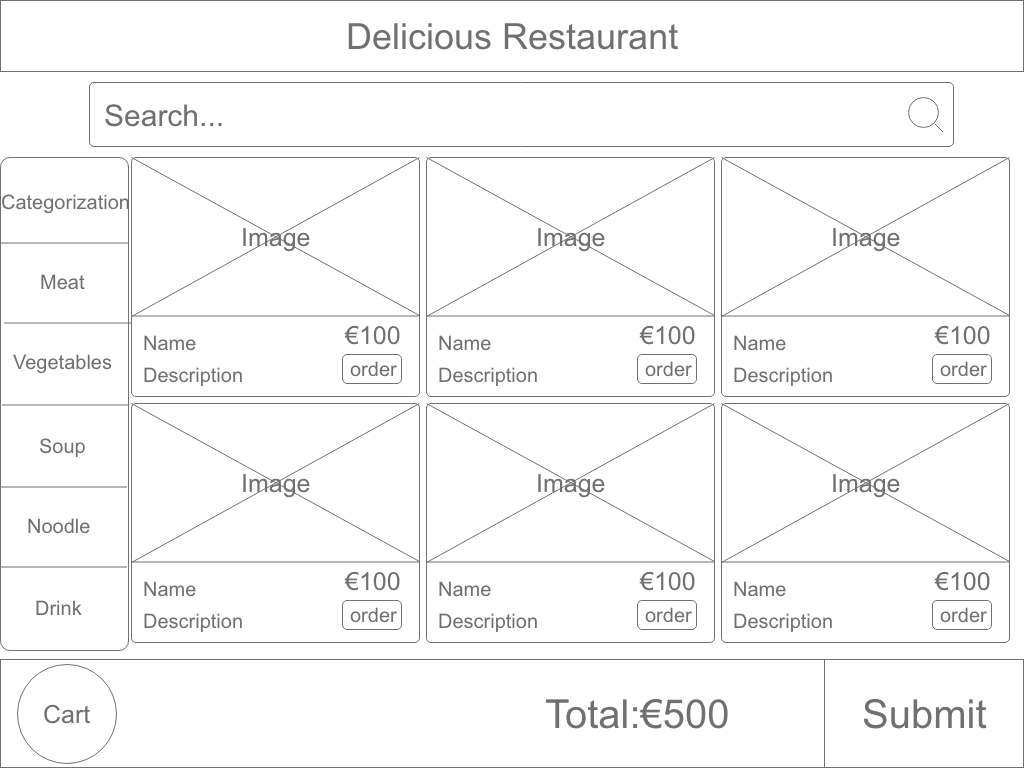 Delicious Restaurant
Search...
Categorization
Meat
Vegetables
Soup
Noodle
Drink
Image
Name
€100
Description
order
Image
Name
€100
Description
order
Image
Name
€100
Description
order
Image
Name
€100
Description
order
Image
Name
€100
Description
order
Image
Name
€100
Description
order
Cart
Total:€500
Submit